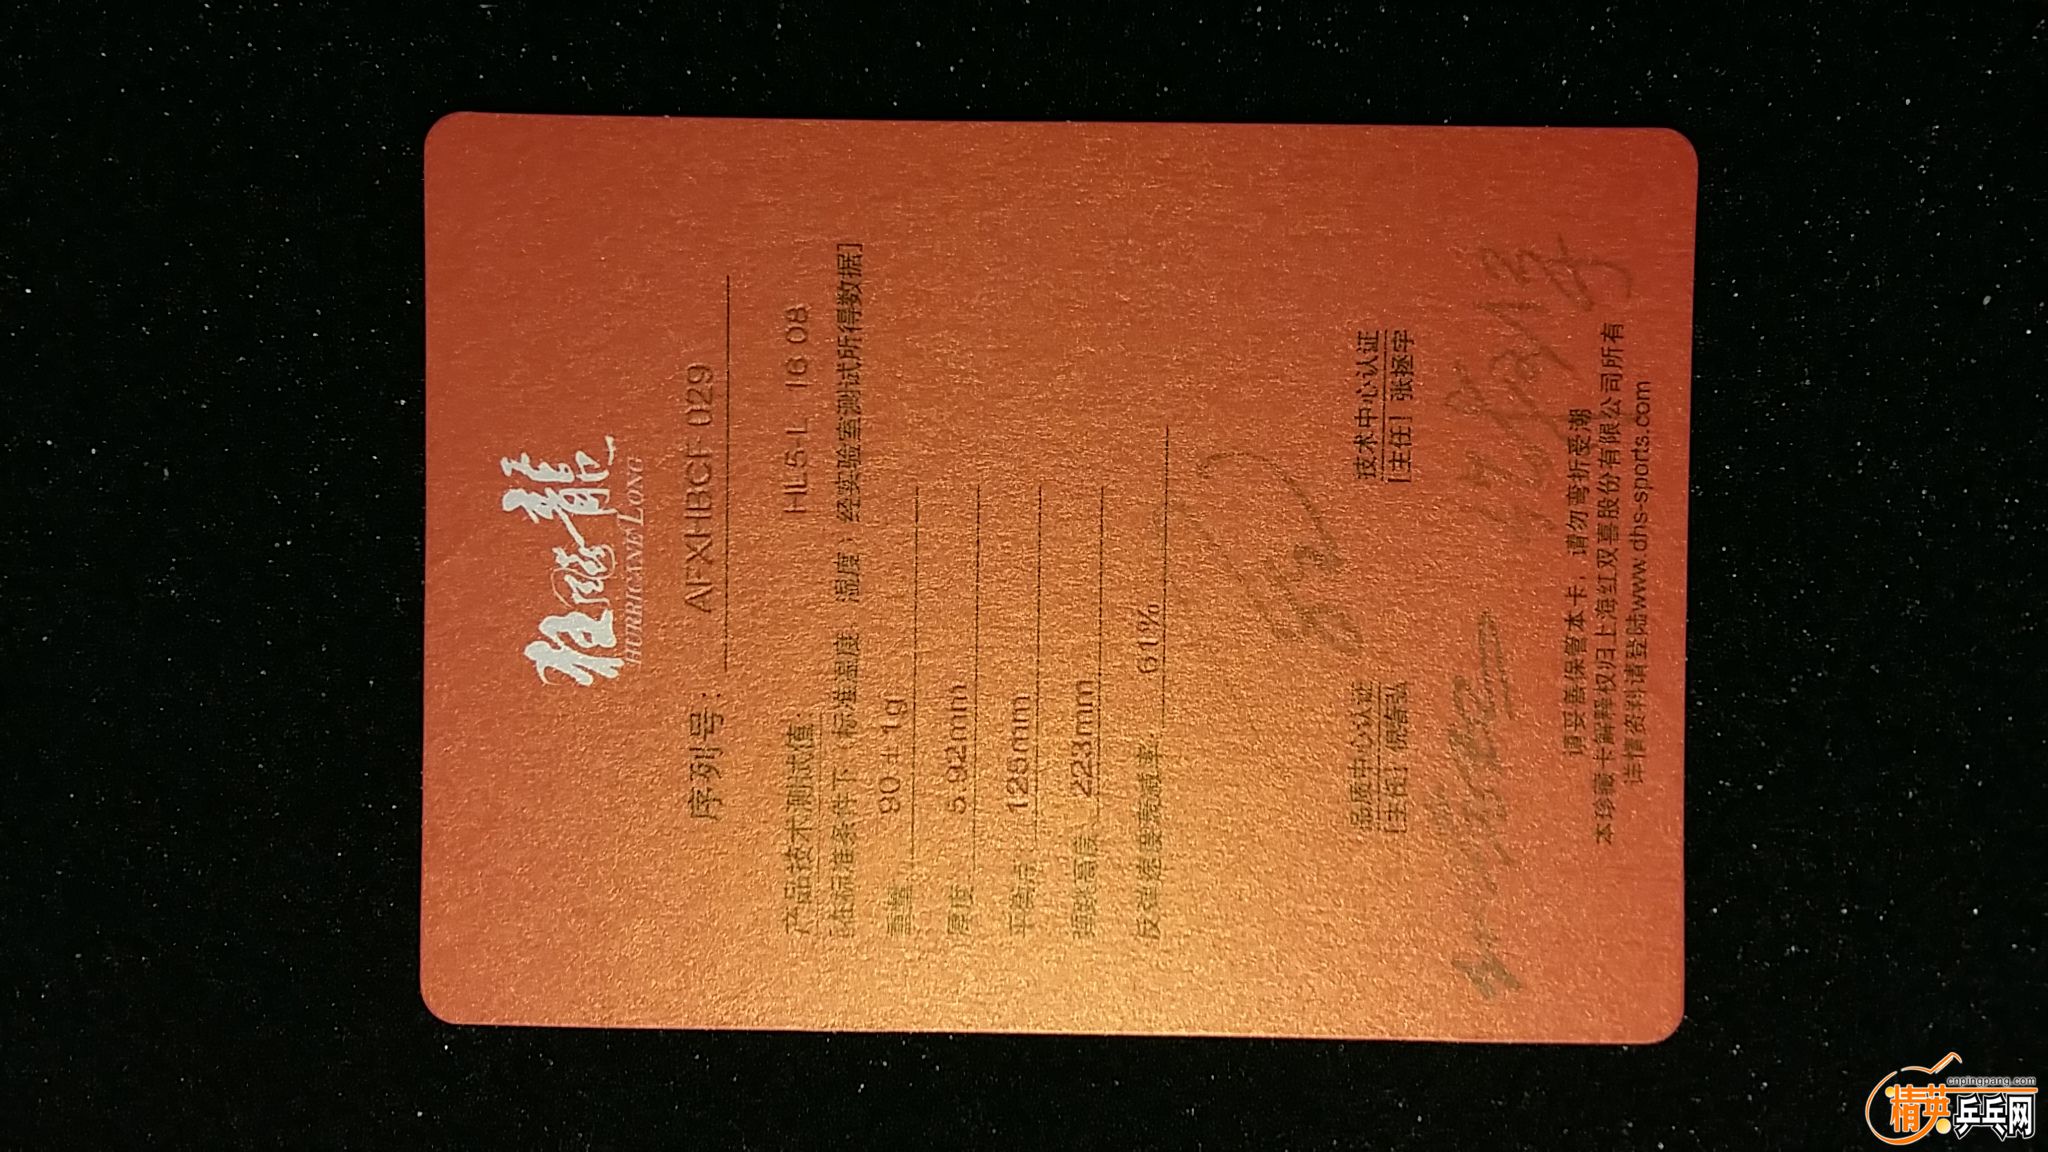 狂飚龍
HURRICANE LONG
序列号： AFXHBCF 029
产品技术测试值： HL5-L 16 08
[在标准条件下（标准温度、湿度）经实验室测试所得数据]
重量： 90±1g
厚度： 5.92mm
平衡点： 125mm
弹跳高度： 223mm
反弹速度衰减率： 61%
品质中心认证 技术中心认证
[主任] 倪睿弘 [主任] 张拯宇
请妥善保管本卡，请勿弯折受潮
本珍藏卡解释权归上海红双喜股份有限公司所有
详情资料请登陆www.dhs-sports.com
cnpingpang.com
精英乒乓网